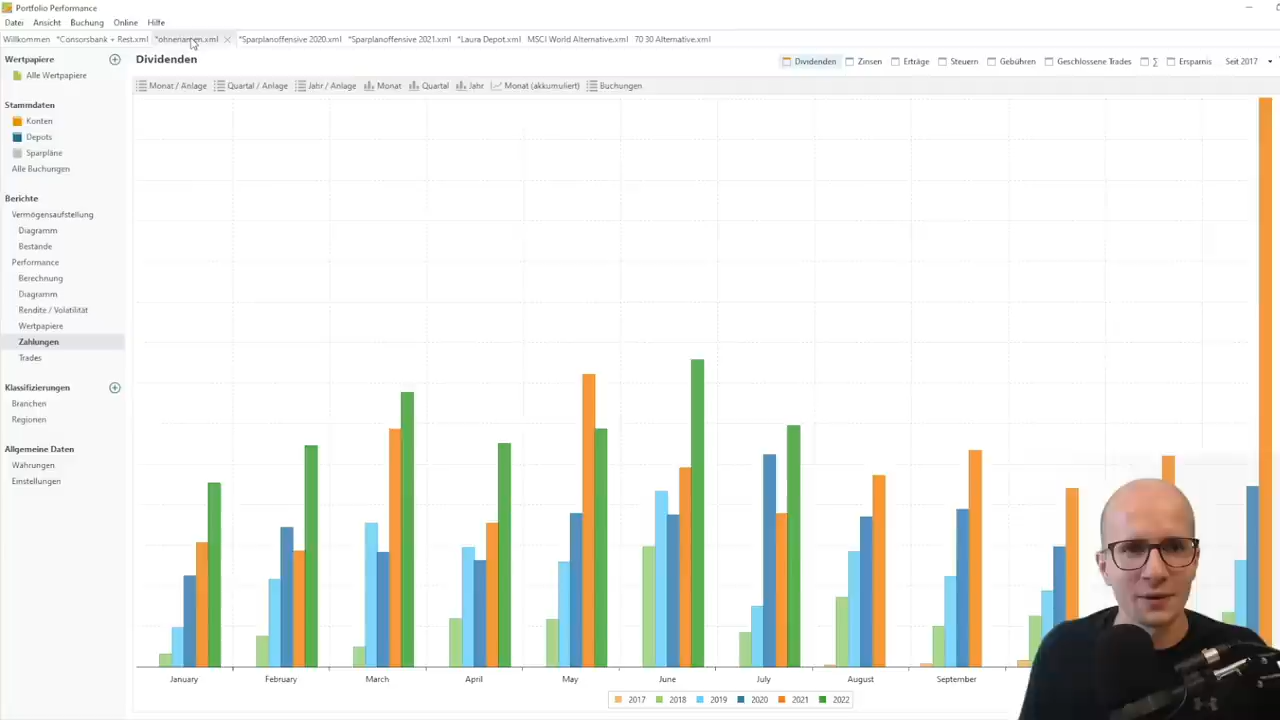 Portfolio Performance
Datei Ansicht Buchung Online Hilfe
Willkommen *Consorsbank + Rest.xml *ohnenamen.xml *Sparplanoffensive 2020.xml *Sparplanoffensive 2021.xml *Laura Depot.xml MSCI World Alternative.xml 70 30 Alternative.xml
Wertpapiere
Alle Wertpapiere
Stammdaten
Konten
Depots
Sparpläne
Alle Buchungen
Berichte
Vermögensaufstellung
Diagramm
Bestände
Performance
Berechnung
Diagramm
Rendite / Volatilität
Wertpapiere
Zahlungen
Trades
Klassifizierungen
Branchen
Regionen
Allgemeine Daten
Währungen
Einstellungen
Dividenden
Dividenden Zinsen Erträge Steuern Gebühren Geschlossene Trades ∑ Ersparnis Seit 2017
Monat / Anlage Quartal / Anlage Jahr / Anlage Monat Quartal Jahr Monat (akkumuliert) Buchungen
January February March April May June July August September
2017 2018 2019 2020 2021 2022